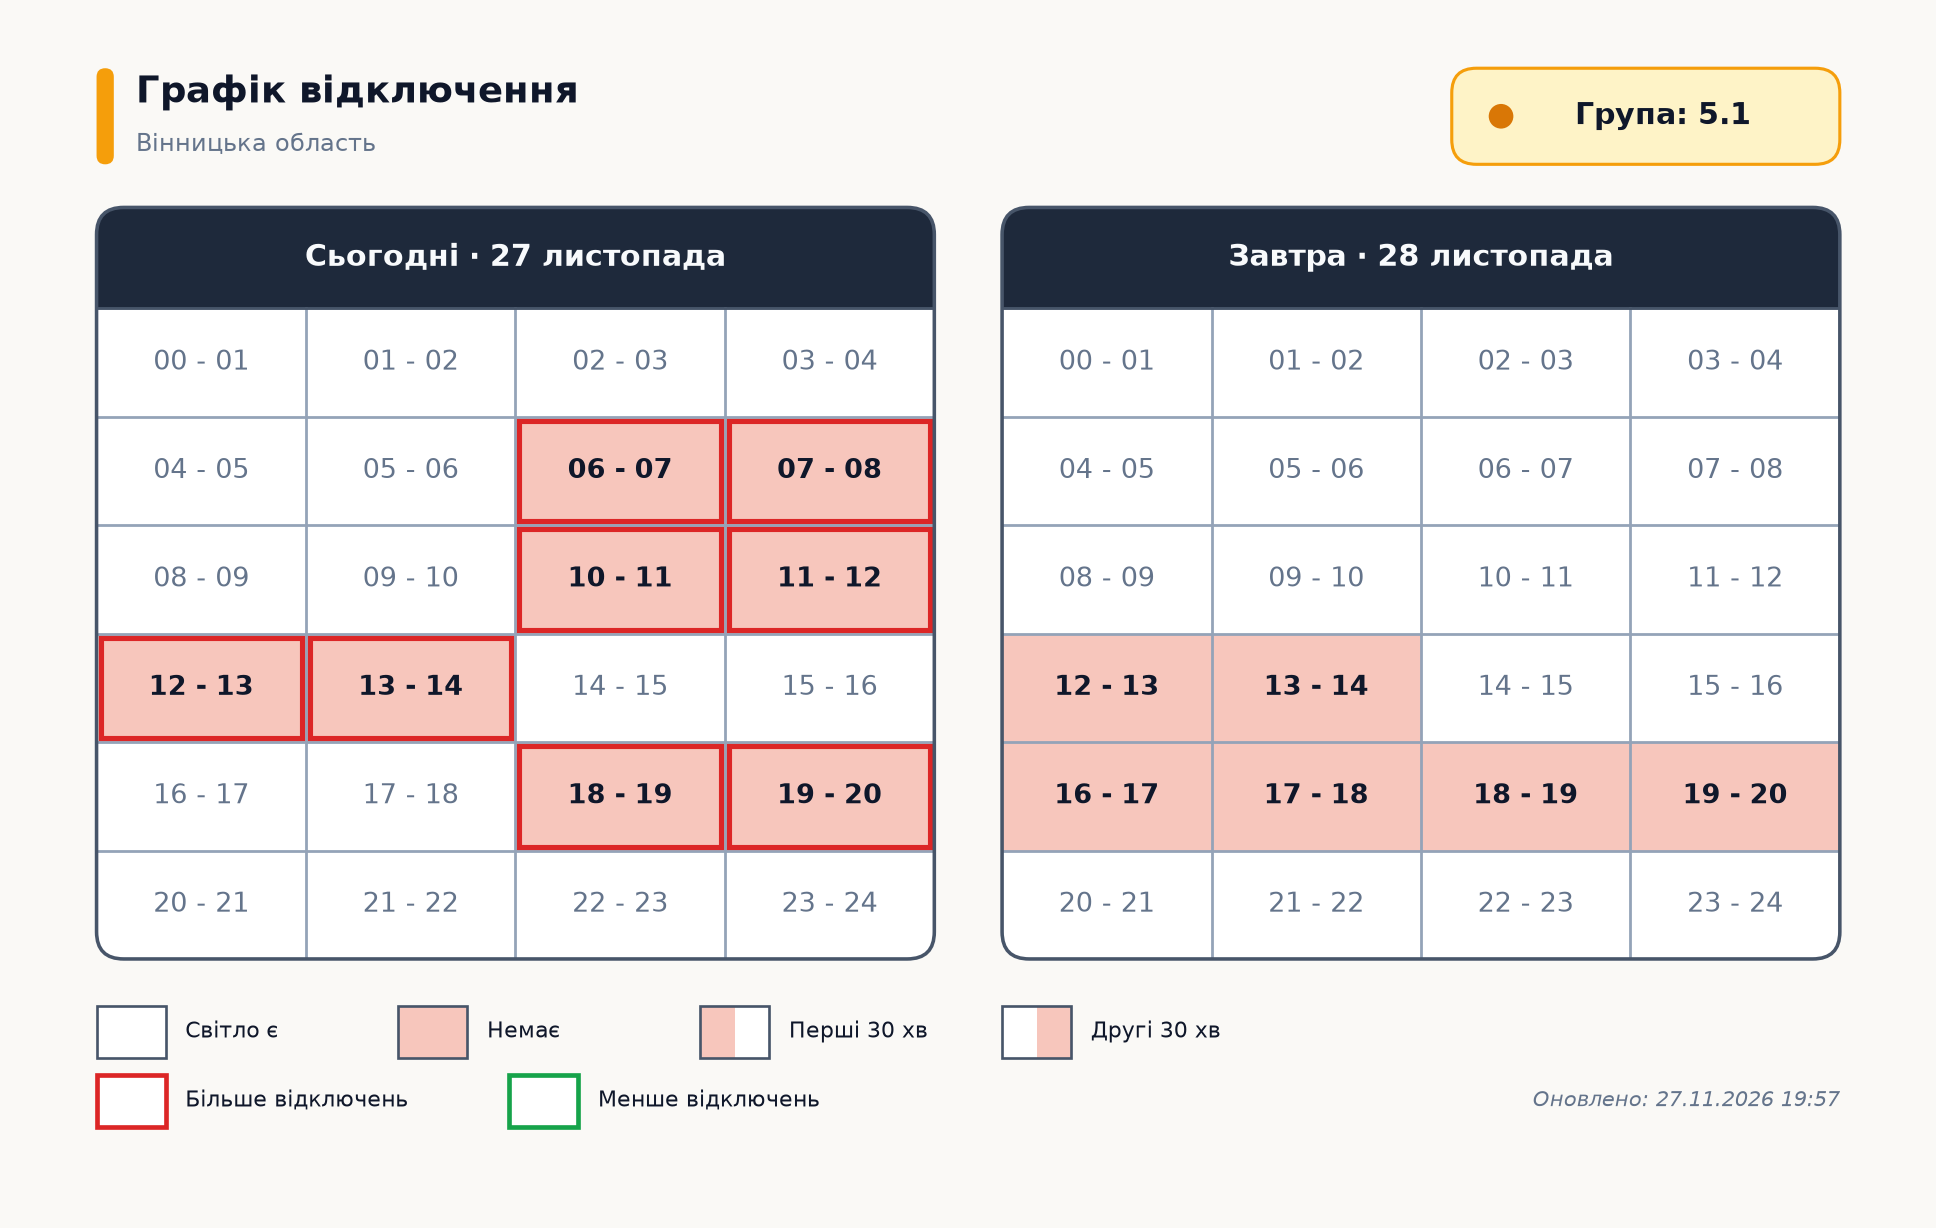 Графік відключення
Вінницька область
Група: 5.1
Сьогодні · 27 листопада
00 - 01 01 - 02 02 - 03 03 - 04
04 - 05 05 - 06 06 - 07 07 - 08
08 - 09 09 - 10 10 - 11 11 - 12
12 - 13 13 - 14 14 - 15 15 - 16
16 - 17 17 - 18 18 - 19 19 - 20
20 - 21 21 - 22 22 - 23 23 - 24
Завтра · 28 листопада
00 - 01 01 - 02 02 - 03 03 - 04
04 - 05 05 - 06 06 - 07 07 - 08
08 - 09 09 - 10 10 - 11 11 - 12
12 - 13 13 - 14 14 - 15 15 - 16
16 - 17 17 - 18 18 - 19 19 - 20
20 - 21 21 - 22 22 - 23 23 - 24
Світло є Немає Перші 30 хв Другі 30 хв
Більше відключень Менше відключень
Оновлено: 27.11.2026 19:57